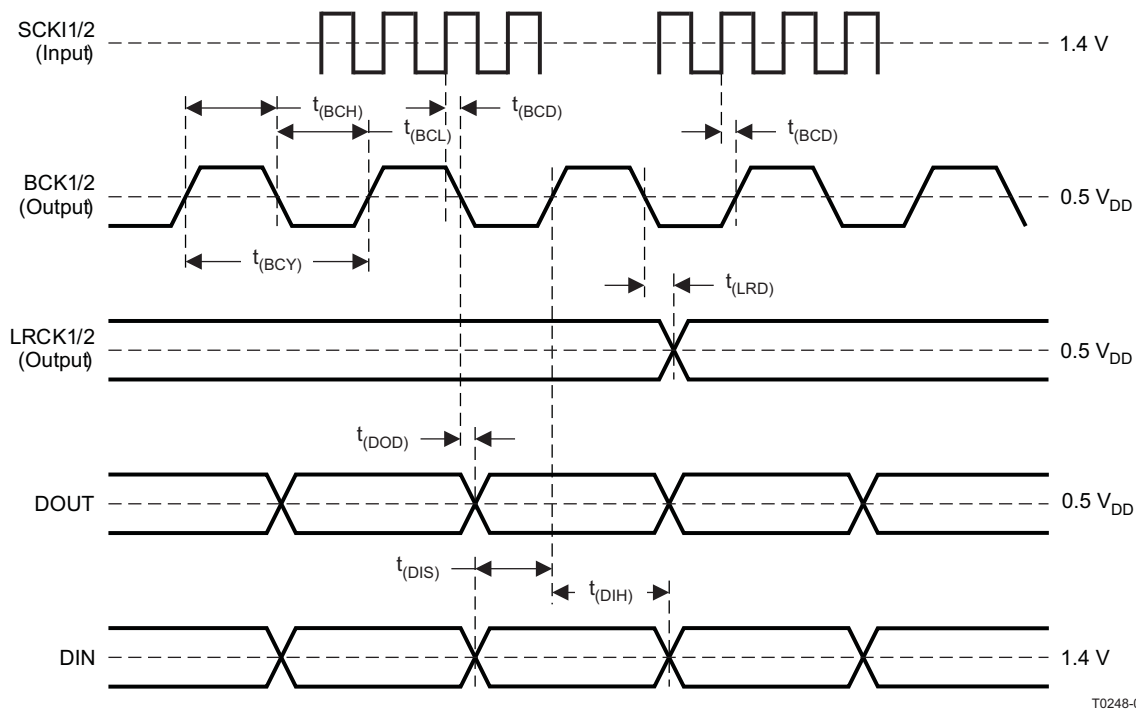 SCKI1/2
(Input)
1.4 V
t(BCH)
t(BCL)
t(BCD)
t(BCD)
BCK1/2
(Output)
0.5 VDD
t(BCY)
t(LRD)
LRCK1/2
(Output)
0.5 VDD
t(DOD)
DOUT
0.5 VDD
t(DIS)
t(DIH)
DIN
1.4 V